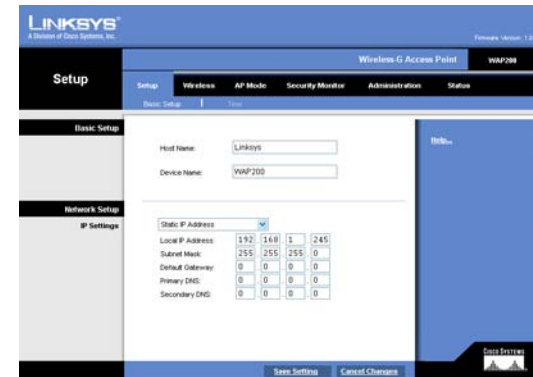 LINKSYS®
A Division of Cisco Systems, Inc.
Firmware Version: 1.0
Wireless-G Access Point
WAP200
Setup
Setup
Wireless
AP Mode
Security Monitor
Administration
Status
Basic Setup
Time
Basic Setup
Help...
Host Name:
Linksys
Device Name:
WAP200
Network Setup
IP Settings
Static IP Address
Local IP Address: 192 . 168 . 1 . 245
Subnet Mask: 255 . 255 . 255 . 0
Default Gateway: 0 . 0 . 0 . 0
Primary DNS: 0 . 0 . 0 . 0
Secondary DNS: 0 . 0 . 0 . 0
Save Setting
Cancel Changes
CISCO SYSTEMS